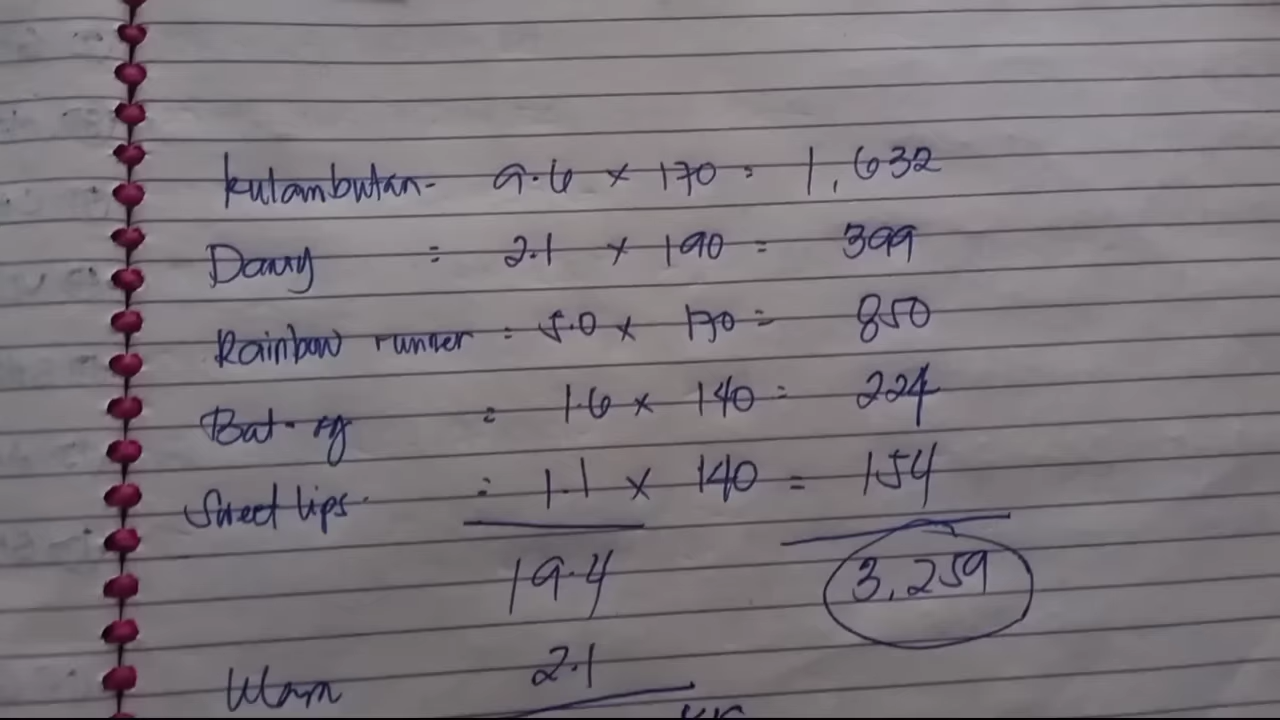 Kulambutan- 9.6 x 170 = 1,632
= 2.1 x 190 = 399
Rainbow runner = 5.0 x 170 = 850
= 1.6 x 140 = 224
Sweet lips = 1.1 x 140 = 154
19.4 3,259
Ulam 2.1